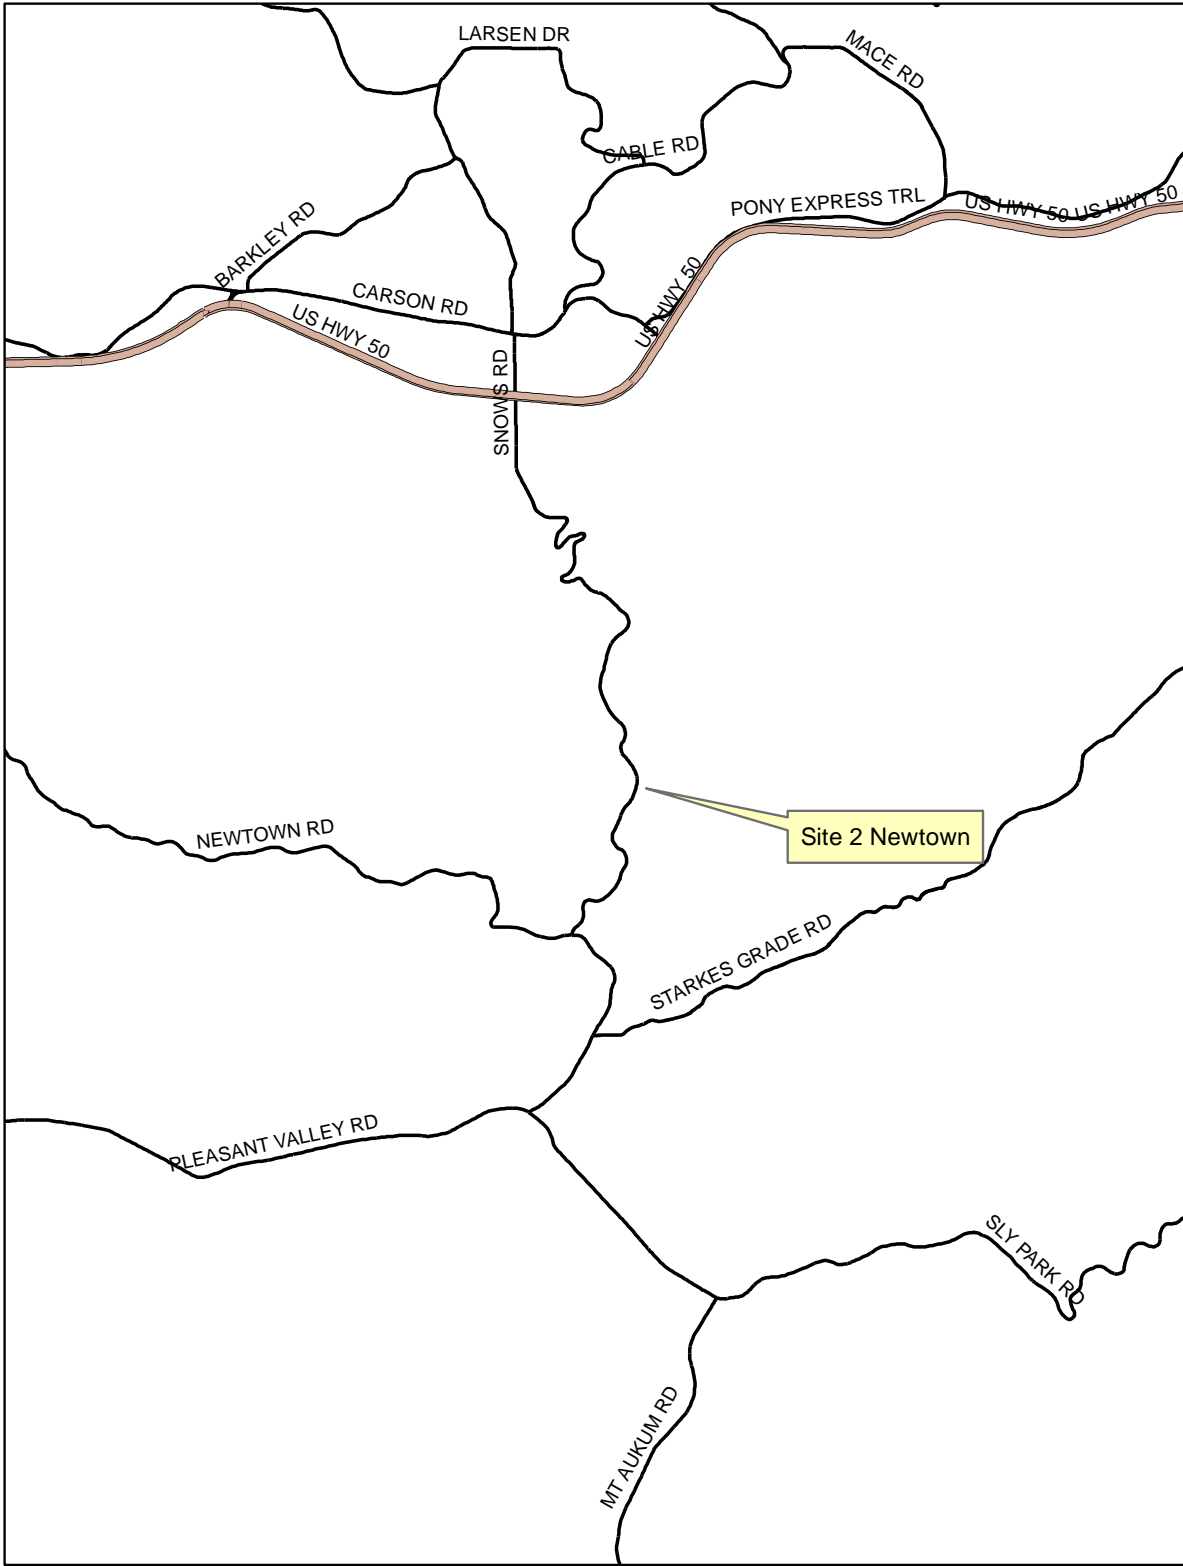 LARSEN DR
MACE RD
CABLE RD
PONY EXPRESS TRL
US HWY 50
US HWY 50
BARKLEY RD
CARSON RD
US HWY 50
US HWY 50
SNOWS RD
Site 2 Newtown
NEWTOWN RD
STARKES GRADE RD
PLEASANT VALLEY RD
SLY PARK RD
MT AUKUM RD